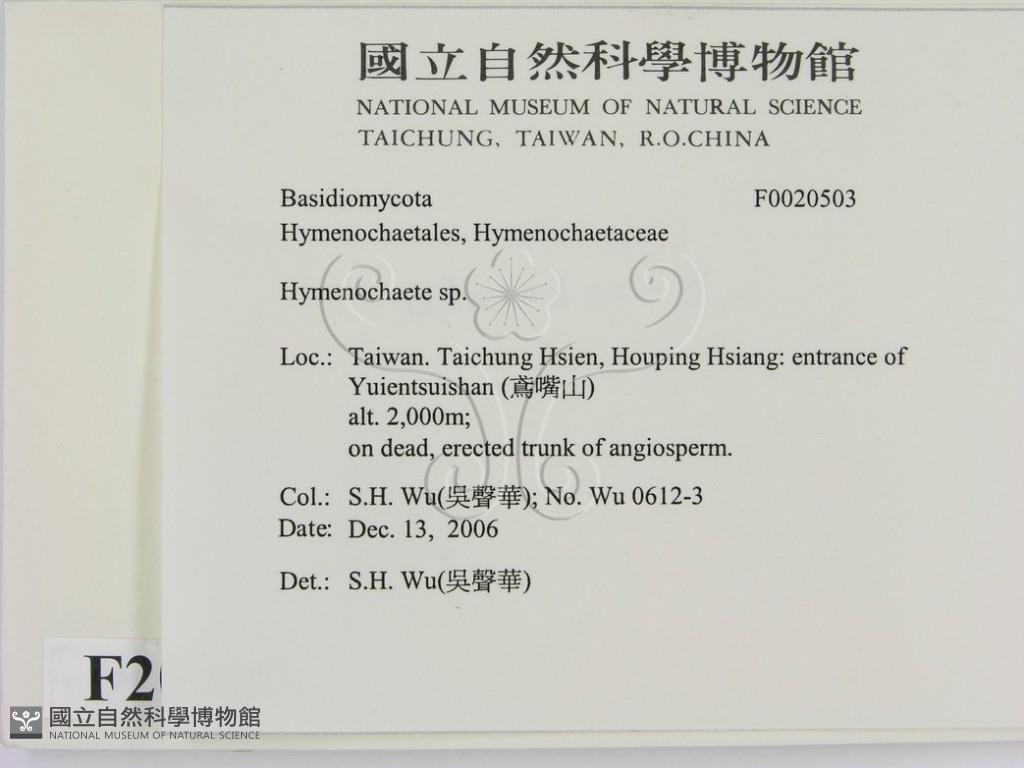 國立自然科學博物館
NATIONAL MUSEUM OF NATURAL SCIENCE
TAICHUNG, TAIWAN, R.O.CHINA
Basidiomycota F0020503
Hymenochaetales, Hymenochaetaceae
Hymenochaete sp.
Loc.: Taiwan. Taichung Hsien, Houping Hsiang: entrance of
Yuientsuishan (鳶嘴山)
alt. 2,000m;
on dead, erected trunk of angiosperm.
Col.: S.H. Wu(吳聲華); No. Wu 0612-3
Date: Dec. 13, 2006
Det.: S.H. Wu(吳聲華)
F2
國立自然科學博物館
NATIONAL MUSEUM OF NATURAL SCIENCE